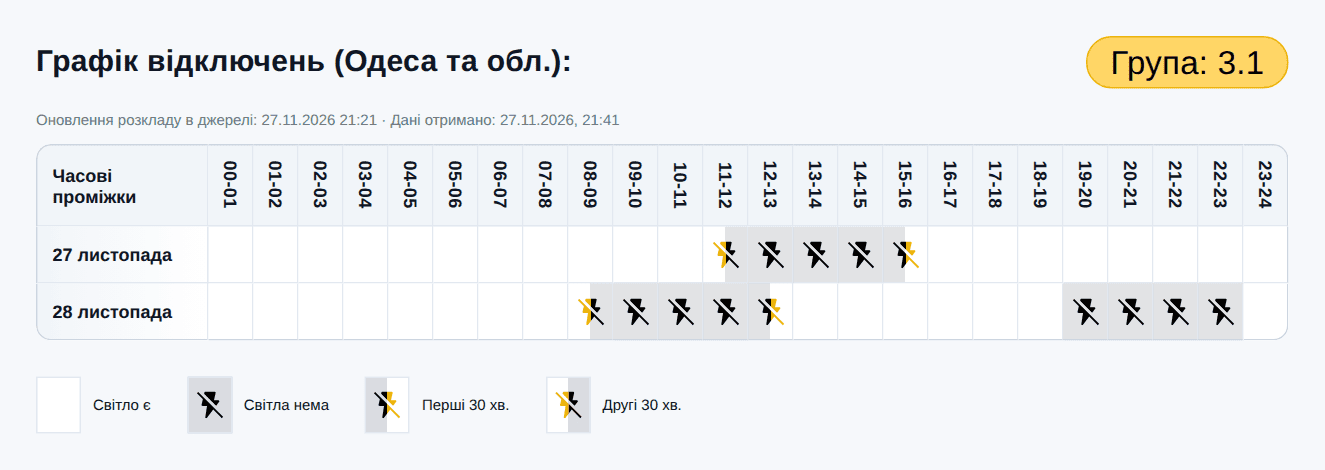 Графік відключень (Одеса та обл.):
Група: 3.1
Оновлення розкладу в джерелі: 27.11.2026 21:21 · Дані отримано: 27.11.2026, 21:41
Часові
проміжки
00-01
01-02
02-03
03-04
04-05
05-06
06-07
07-08
08-09
09-10
10-11
11-12
12-13
13-14
14-15
15-16
16-17
17-18
18-19
19-20
20-21
21-22
22-23
23-24
27 листопада
28 листопада
Світло є
Світла нема
Перші 30 хв.
Другі 30 хв.